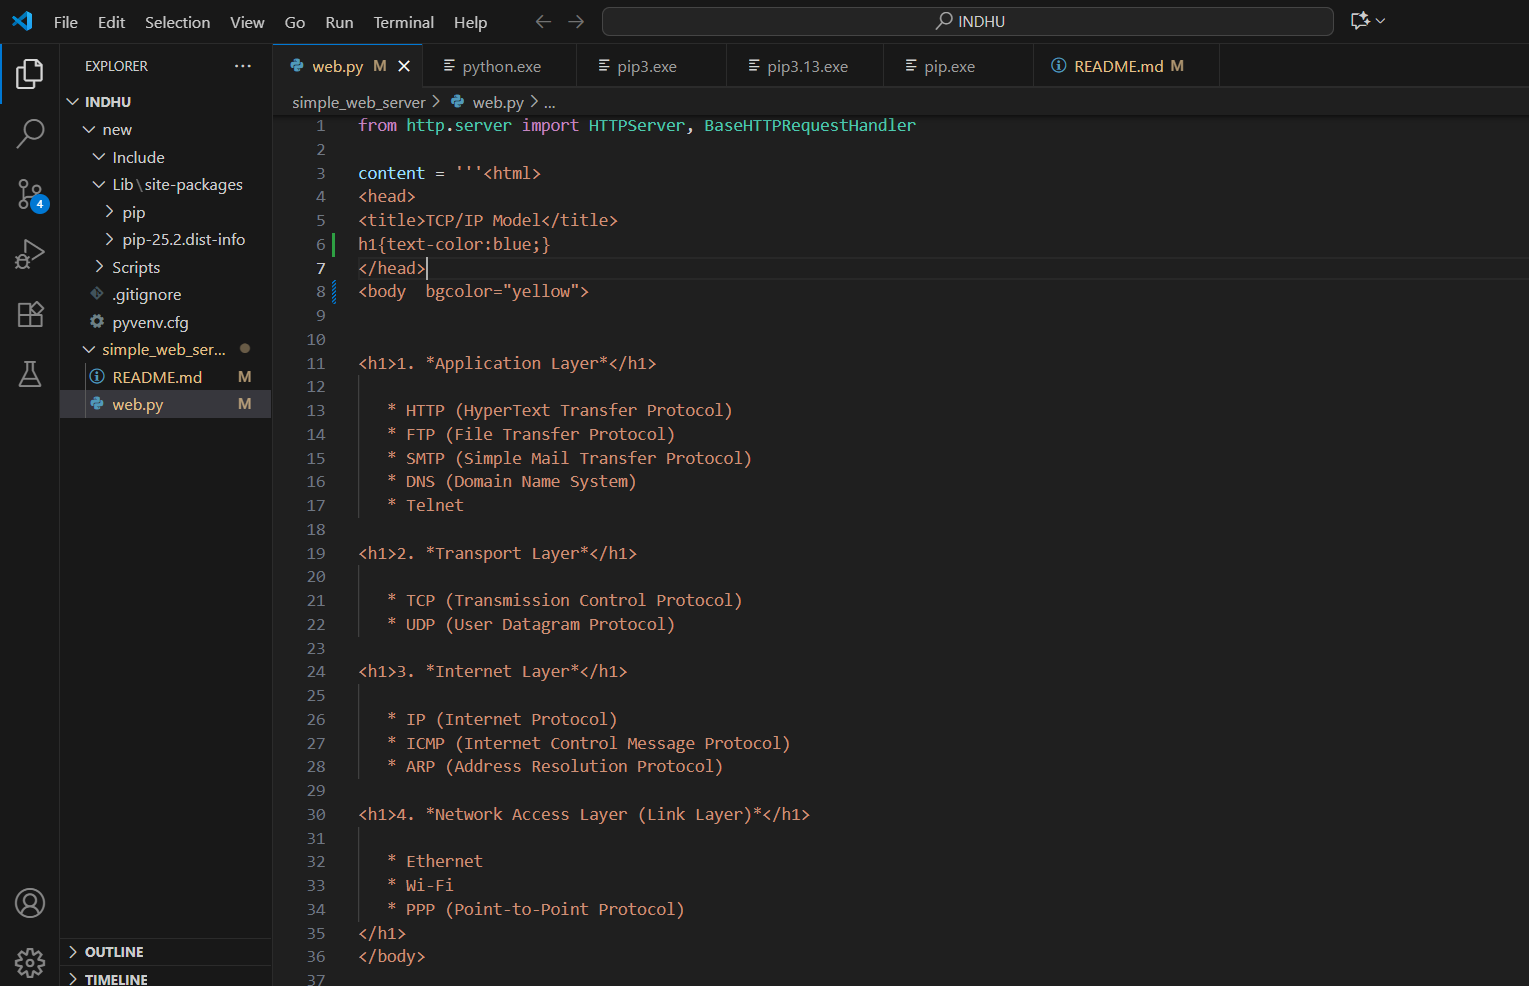 File Edit Selection View Go Run Terminal Help INDHU
EXPLORER ...
INDHU
new
Include
Lib\site-packages
pip
pip-25.2.dist-info
Scripts
.gitignore
pyvenv.cfg
simple_web_ser...
README.md M
web.py M
OUTLINE
TIMELINE
4
web.py M python.exe pip3.exe pip3.13.exe pip.exe README.md M
simple_web_server > web.py > ...
1 from http.server import HTTPServer, BaseHTTPRequestHandler
2
3 content = '''<html>
4 <head>
5 <title>TCP/IP Model</title>
6 h1{text-color:blue;}
7 </head>
8 <body  bgcolor="yellow">
9
10
11 <h1>1. *Application Layer*</h1>
12
13 * HTTP (HyperText Transfer Protocol)
14 * FTP (File Transfer Protocol)
15 * SMTP (Simple Mail Transfer Protocol)
16 * DNS (Domain Name System)
17 * Telnet
18
19 <h1>2. *Transport Layer*</h1>
20
21 * TCP (Transmission Control Protocol)
22 * UDP (User Datagram Protocol)
23
24 <h1>3. *Internet Layer*</h1>
25
26 * IP (Internet Protocol)
27 * ICMP (Internet Control Message Protocol)
28 * ARP (Address Resolution Protocol)
29
30 <h1>4. *Network Access Layer (Link Layer)*</h1>
31
32 * Ethernet
33 * Wi-Fi
34 * PPP (Point-to-Point Protocol)
35 </h1>
36 </body>
37